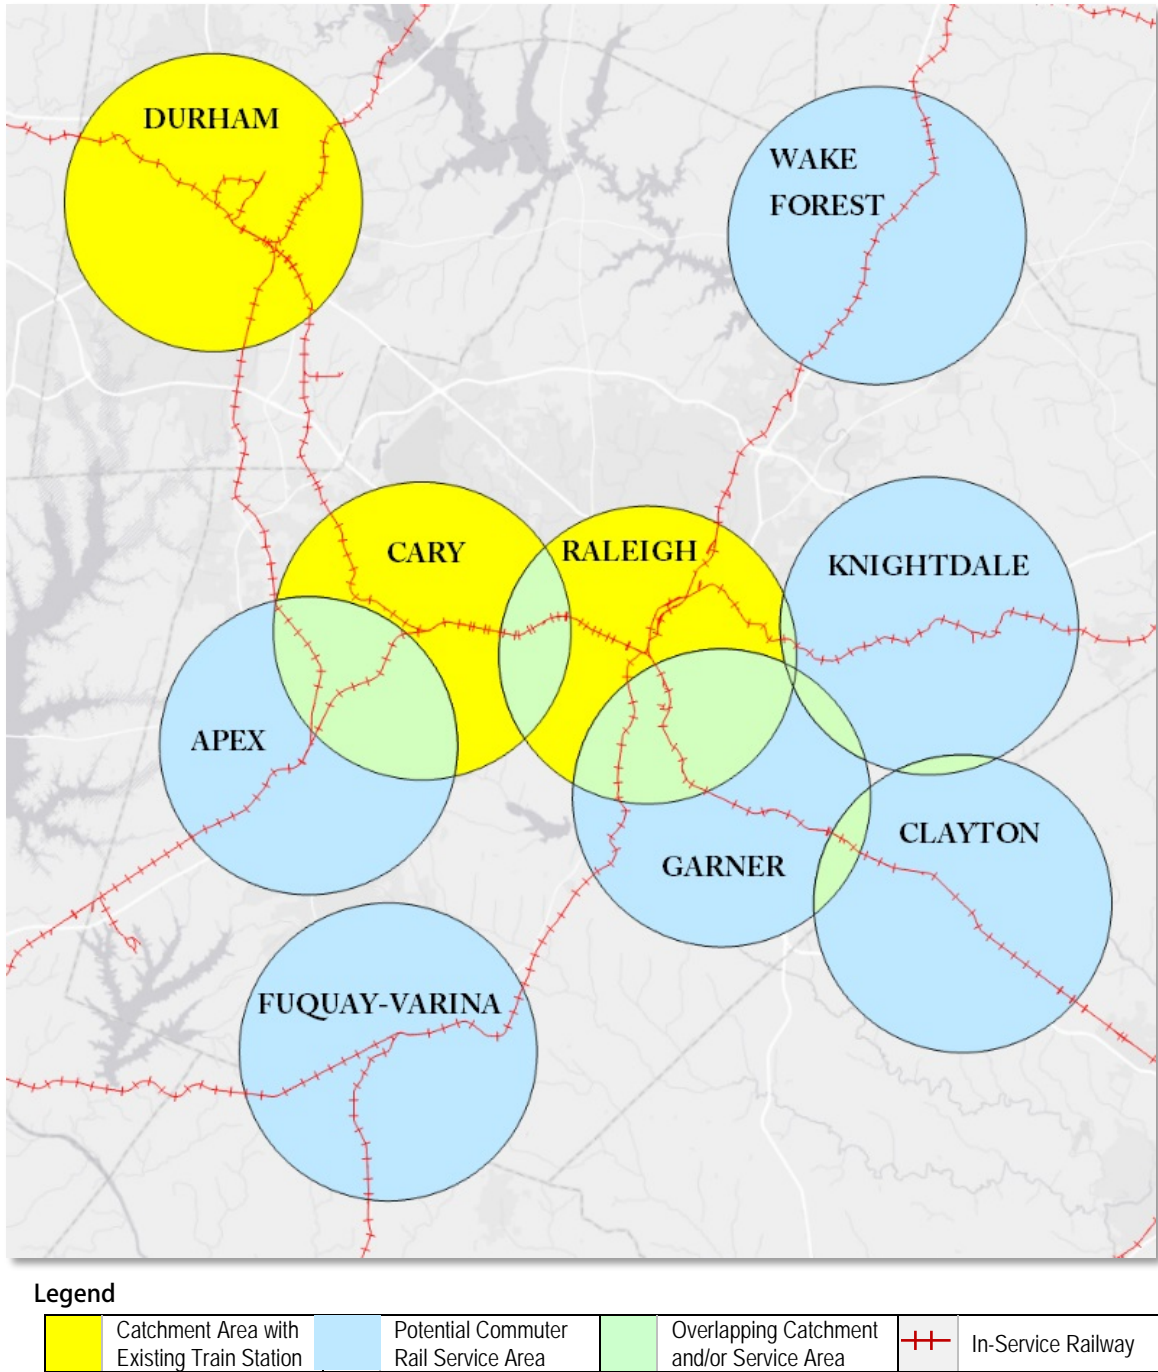 DURHAM
WAKE
FOREST
CARY
RALEIGH
KNIGHTDALE
APEX
CLAYTON
GARNER
FUQUAY-VARINA
Legend
Catchment Area with
Existing Train Station
Potential Commuter
Rail Service Area
Overlapping Catchment
and/or Service Area
In-Service Railway